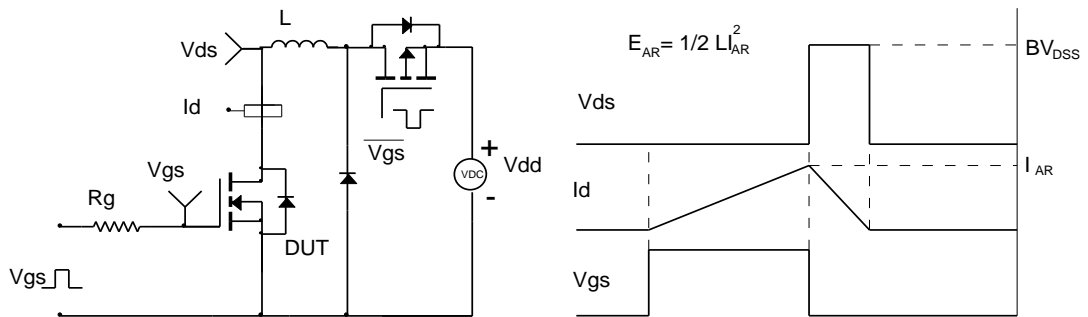 L
Vds
Id
Vgs
Rg
DUT
Vgs
Vgs
+
VDC
Vdd
-
E_AR = 1/2 LI_AR^2
Vds
BV_DSS
I_AR
Id
Vgs